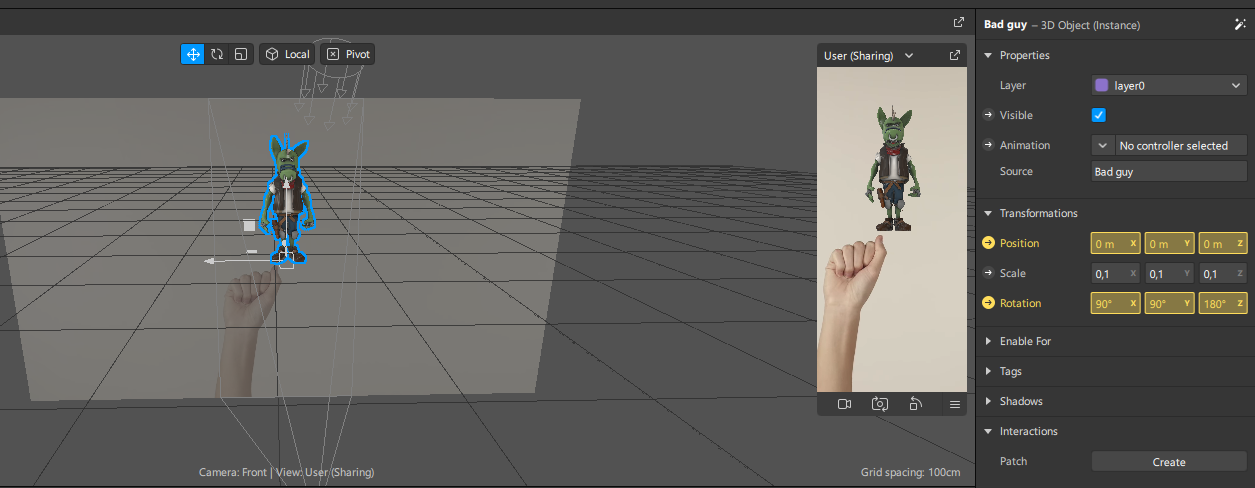 Bad guy – 3D Object (Instance)
Local
Pivot
User (Sharing)
Properties
Layer
layer0
Visible
Animation
No controller selected
Source
Bad guy
Transformations
Position
0 m X
0 m Y
0 m Z
Scale
0,1 X
0,1 Y
0,1 Z
Rotation
90° X
90° Y
180° Z
Enable For
Tags
Shadows
Interactions
Patch
Create
Camera: Front | View: User (Sharing)
Grid spacing: 100cm